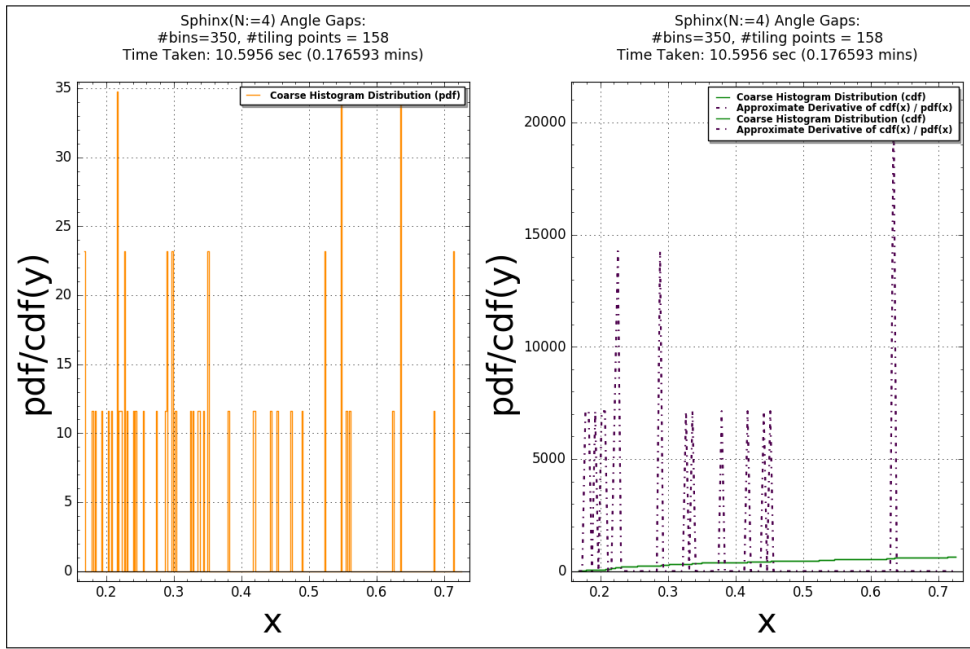 Sphinx(N:=4) Angle Gaps:
#bins=350, #tiling points = 158
Time Taken: 10.5956 sec (0.176593 mins)
Coarse Histogram Distribution (pdf)
35
30
25
20
15
10
5
0
pdf/cdf(y)
0.2 0.3 0.4 0.5 0.6 0.7
x
Sphinx(N:=4) Angle Gaps:
#bins=350, #tiling points = 158
Time Taken: 10.5956 sec (0.176593 mins)
Coarse Histogram Distribution (cdf)
Approximate Derivative of cdf(x) / pdf(x)
Coarse Histogram Distribution (cdf)
Approximate Derivative of cdf(x) / pdf(x)
20000
15000
10000
5000
0
pdf/cdf(y)
0.2 0.3 0.4 0.5 0.6 0.7
x